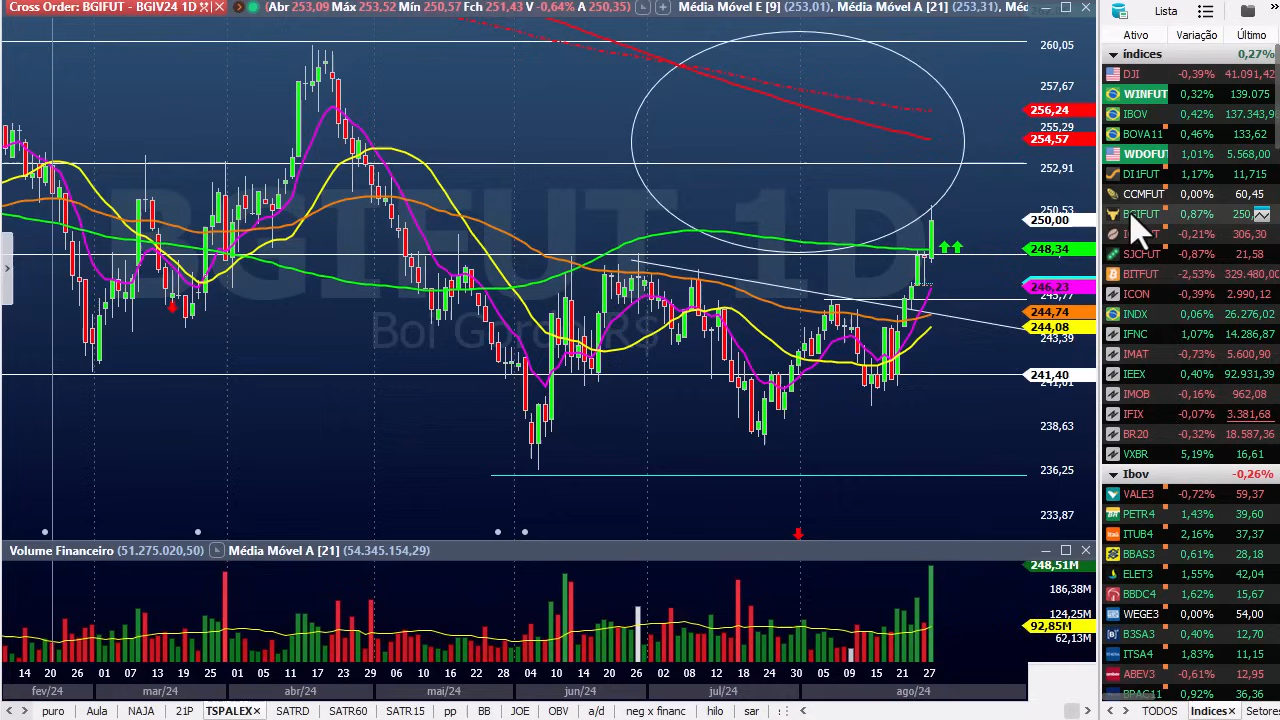 Cross Order: BGIFUT - BGIV24 1D
(Abr 253,09 Máx 253,52 Mín 250,57 Fch 251,43 V -0,64% A 250,35)
Média Móvel E [9] (253,01), Média Móvel A [21] (253,31), Mé
260,05
257,67
256,24
255,29
254,57
252,91
250,53
250,00
248,34
246,23
245,77
244,74
244,08
243,39
241,40
241,01
238,63
236,25
233,87
BGIFUT 1D
Volume Financeiro (51.275.020,50) Média Móvel A [21] (54.345.154,29)
248,51M
186,38M
124,25M
92,85M
62,13M
14 20 26 01 07 13 19 25 01 05 11 17 23 29 06 10 16 22 28 04 10 14 20 26 02 08 12 18 24 30 05 09 15 21 27
fev/24 mar/24 abr/24 mai/24 jun/24 jul/24 ago/24
puro Aula NAJA 21P TSPALEX SATRD SATR60 SATR15 pp BB JOE OBV a/d neg x financ hilo sar
Lista
Ativo Variação Último
índices 0,27%
DJI -0,39% 41.091,42
WINFUT 0,32% 139.075
IBOV 0,42% 137.343,9
BOVA11 0,46% 133,62
WDOFUT 1,01% 5.568,00
DI1FUT 1,17% 11,715
CCMFUT 0,00% 60,45
BGIFUT 0,87% 250
-0,21% 306,30
SJCFUT -0,87% 21,58
BITFUT -2,53% 329.480,00
ICON -0,39% 2.990,12
INDX 0,06% 26.276,02
IFNC 1,07% 14.286,87
IMAT -0,73% 5.600,90
IEEX 0,40% 92.931,39
IMOB -0,16% 962,08
IFIX -0,07% 3.381,68
BR20 -0,32% 18.587,36
VXBR 5,19% 16,61
Ibov -0,26%
VALE3 -0,72% 59,37
PETR4 1,43% 39,60
ITUB4 2,16% 37,37
BBAS3 0,61% 28,18
ELET3 1,55% 42,04
BBDC4 1,62% 15,67
WEGE3 0,00% 54,00
B3SA3 0,40% 12,70
ITSA4 1,83% 11,15
ABEV3 -0,61% 12,95
BPAC11 0,92% 36,36
TODOS Índices Setores